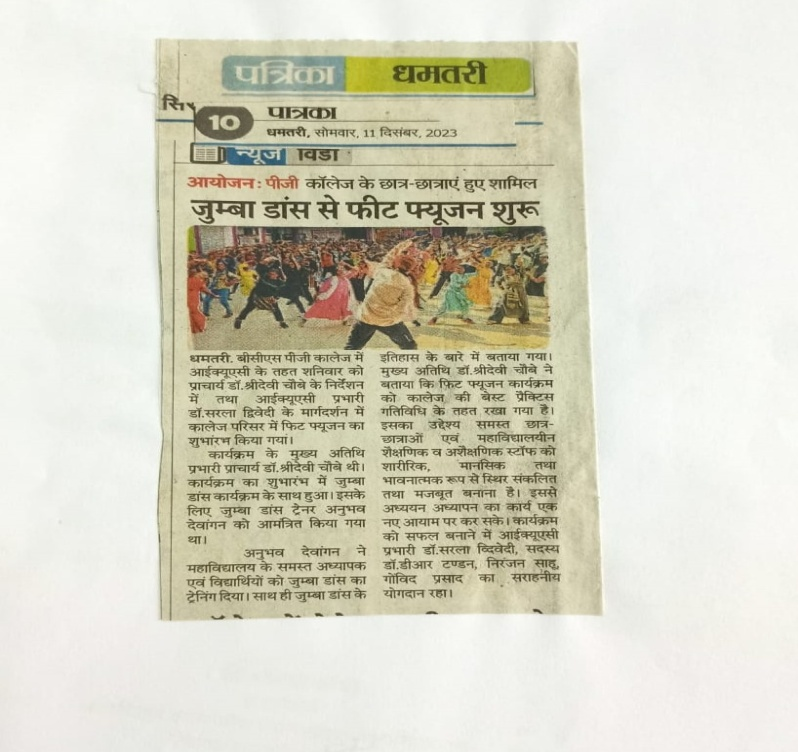 पत्रिका धमतरी
10
पात्रका
धमतरी, सोमवार, 11 दिसंबर, 2023
न्यूज विंडा
आयोजन: पीजी कॉलेज के छात्र-छात्राएं हुए शामिल
जुम्बा डांस से फीट फ्यूजन शुरू
धमतरी. बीसीएस पीजी कालेज में
आईक्यूएसी के तहत शनिवार को
प्राचार्य डॉ.श्रीदेवी चौबे के निर्देशन
में तथा आईक्यूएसी प्रभारी
डॉ.सरला द्विवेदी के मार्गदर्शन में
कालेज परिसर में फिट फ्यूजन का
शुभारंभ किया गया।
कार्यक्रम के मुख्य अतिथि
प्रभारी प्राचार्य डॉ.श्रीदेवी चौबे थी।
कार्यक्रम का शुभारंभ में जुम्बा
डांस कार्यक्रम के साथ हुआ। इसके
लिए जुम्बा डांस ट्रेनर अनुभव
देवांगन को आमंत्रित किया गया
था।
अनुभव देवांगन ने
महाविद्यालय के समस्त अध्यापक
एवं विद्यार्थियों को जुम्बा डांस का
ट्रेनिंग दिया। साथ ही जुम्बा डांस के
इतिहास के बारे में बताया गया।
मुख्य अतिथि डॉ.श्रीदेवी चौबे ने
बताया कि फ़िट फ्यूजन कार्यक्रम
को कालेज की बेस्ट प्रैक्टिस
गतिविधि के तहत रखा गया है।
इसका उद्देश्य समस्त छात्र-
छात्राओं एवं महाविद्यालयीन
शैक्षणिक व अशैक्षणिक स्टॉफ को
शारीरिक, मानसिक तथा
भावनात्मक रूप से स्थिर संकलित
तथा मजबूत बनाना है। इससे
अध्ययन अध्यापन का कार्य एक
नए आयाम पर कर सके। कार्यक्रम
को सफल बनाने में आईक्यूएसी
प्रभारी डॉ.सरला व्दिवेदी, सदस्य
डॉ.डीआर टण्डन, निरंजन साहू,
गोंविद प्रसाद का सराहनीय
योगदान रहा।